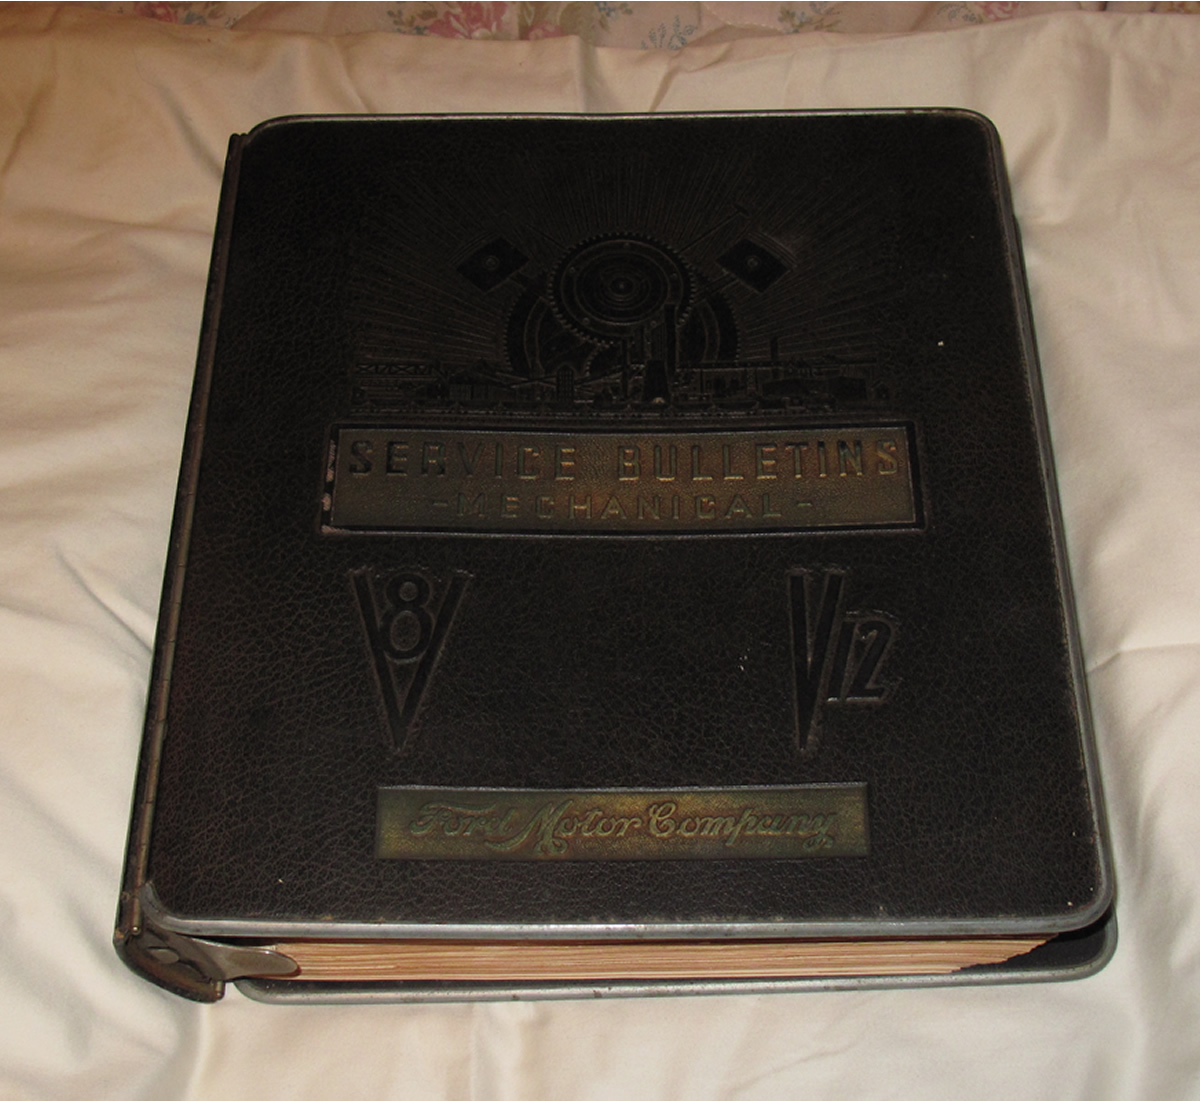 SERVICE BULLETINS
-MECHANICAL-
V8
V12
Ford Motor Company